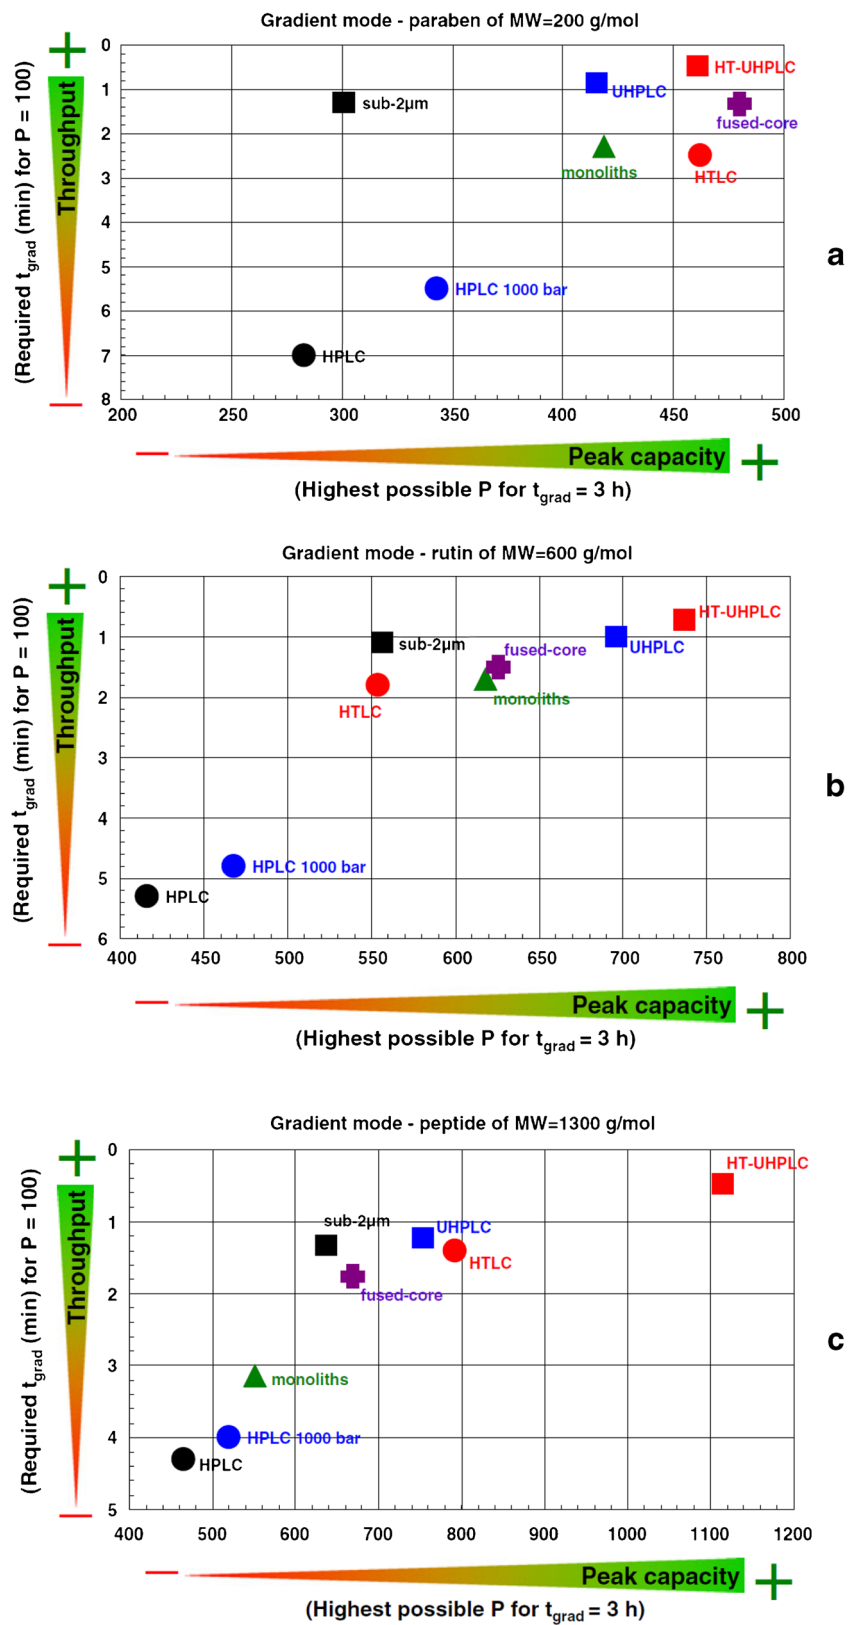 Gradient mode - paraben of MW=200 g/mol
+
Throughput
(Required tgrad (min) for P = 100)
0
1
2
3
4
5
6
7
8
HT-UHPLC
UHPLC
sub-2µm
fused-core
monoliths
HTLC
HPLC 1000 bar
HPLC
a
200 250 300 350 400 450 500
Peak capacity
(Highest possible P for tgrad = 3 h)
Gradient mode - rutin of MW=600 g/mol
+
Throughput
(Required tgrad (min) for P = 100)
0
1
2
3
4
5
6
HT-UHPLC
sub-2µm
UHPLC
fused-core
monoliths
HTLC
HPLC 1000 bar
HPLC
b
400 450 500 550 600 650 700 750 800
Peak capacity
(Highest possible P for tgrad = 3 h)
Gradient mode - peptide of MW=1300 g/mol
+
Throughput
(Required tgrad (min) for P = 100)
0
1
2
3
4
5
HT-UHPLC
sub-2µm
UHPLC
HTLC
fused-core
monoliths
HPLC 1000 bar
HPLC
c
400 500 600 700 800 900 1000 1100 1200
Peak capacity
(Highest possible P for tgrad = 3 h)